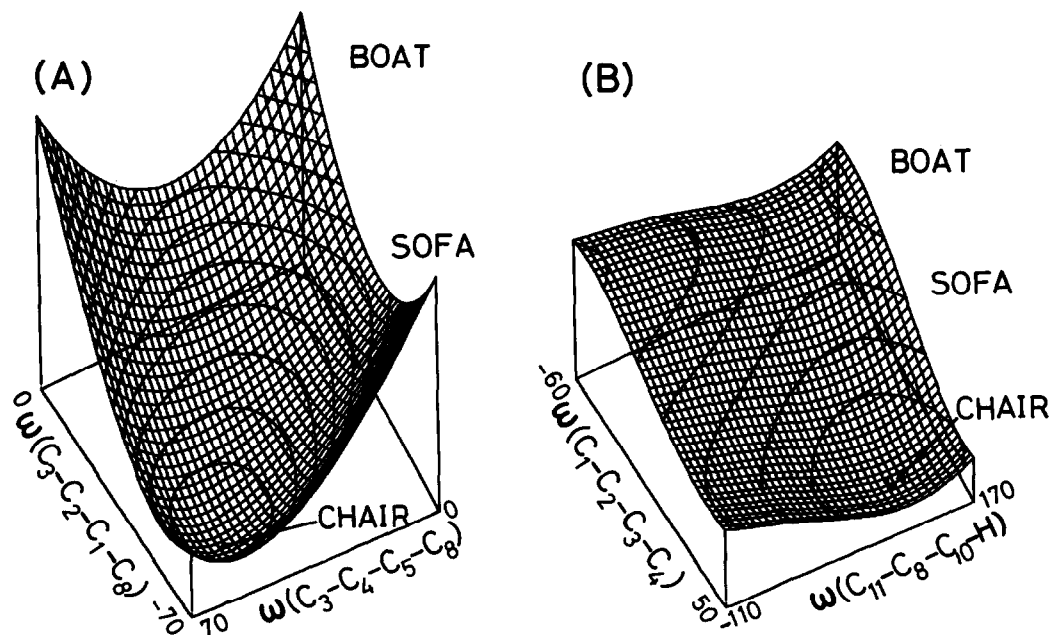 (A)
BOAT
SOFA
CHAIR
0
ω(C₃-C₂-C₁-C₈)
-70
70
ω(C₃-C₄-C₅-C₈)
0
(B)
BOAT
SOFA
CHAIR
-60
ω(C₁-C₂-C₃-C₄)
50
-110
ω(C₁₁-C₈-C₁₀-H)
170